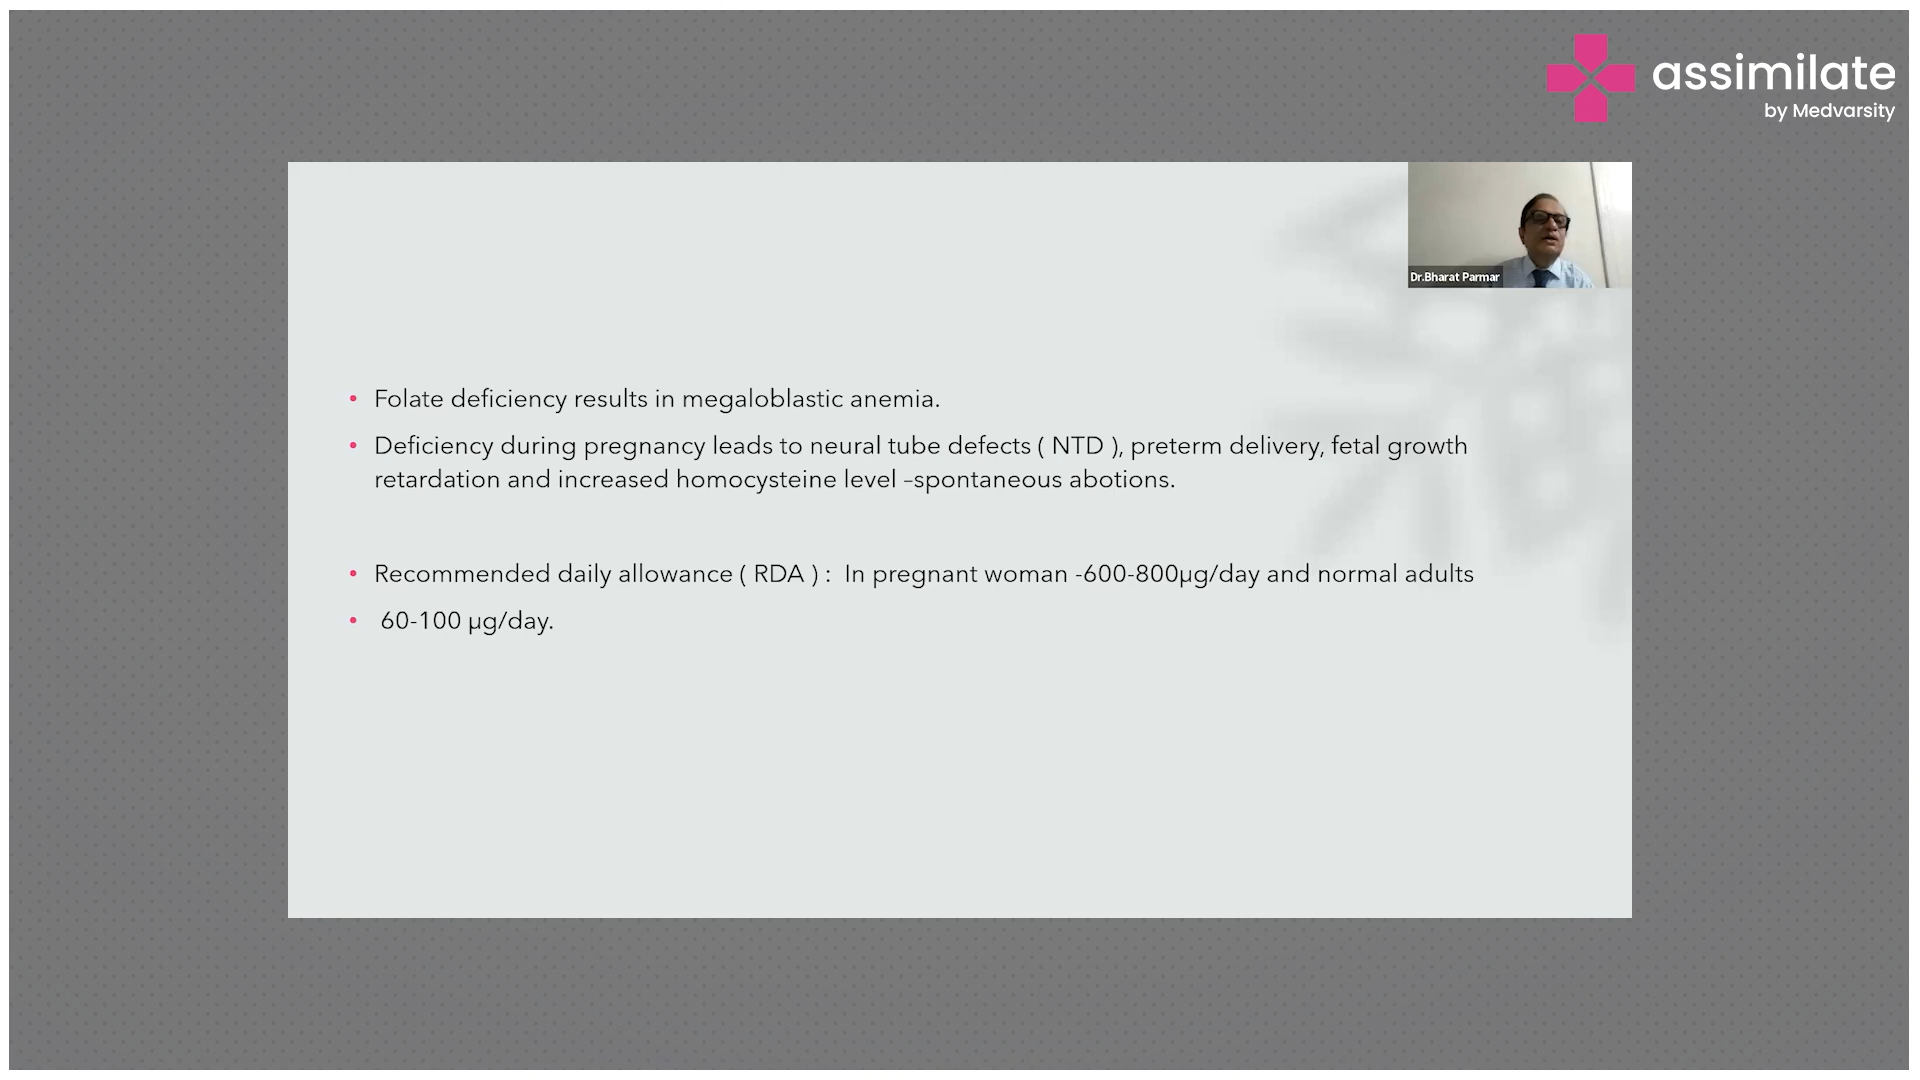 assimilate
by Medvarsity
Dr.Bharat Parmar
• Folate deficiency results in megaloblastic anemia.
• Deficiency during pregnancy leads to neural tube defects ( NTD ), preterm delivery, fetal growth
retardation and increased homocysteine level –spontaneous abotions.
• Recommended daily allowance ( RDA ) :  In pregnant woman -600-800µg/day and normal adults
• 60-100 µg/day.